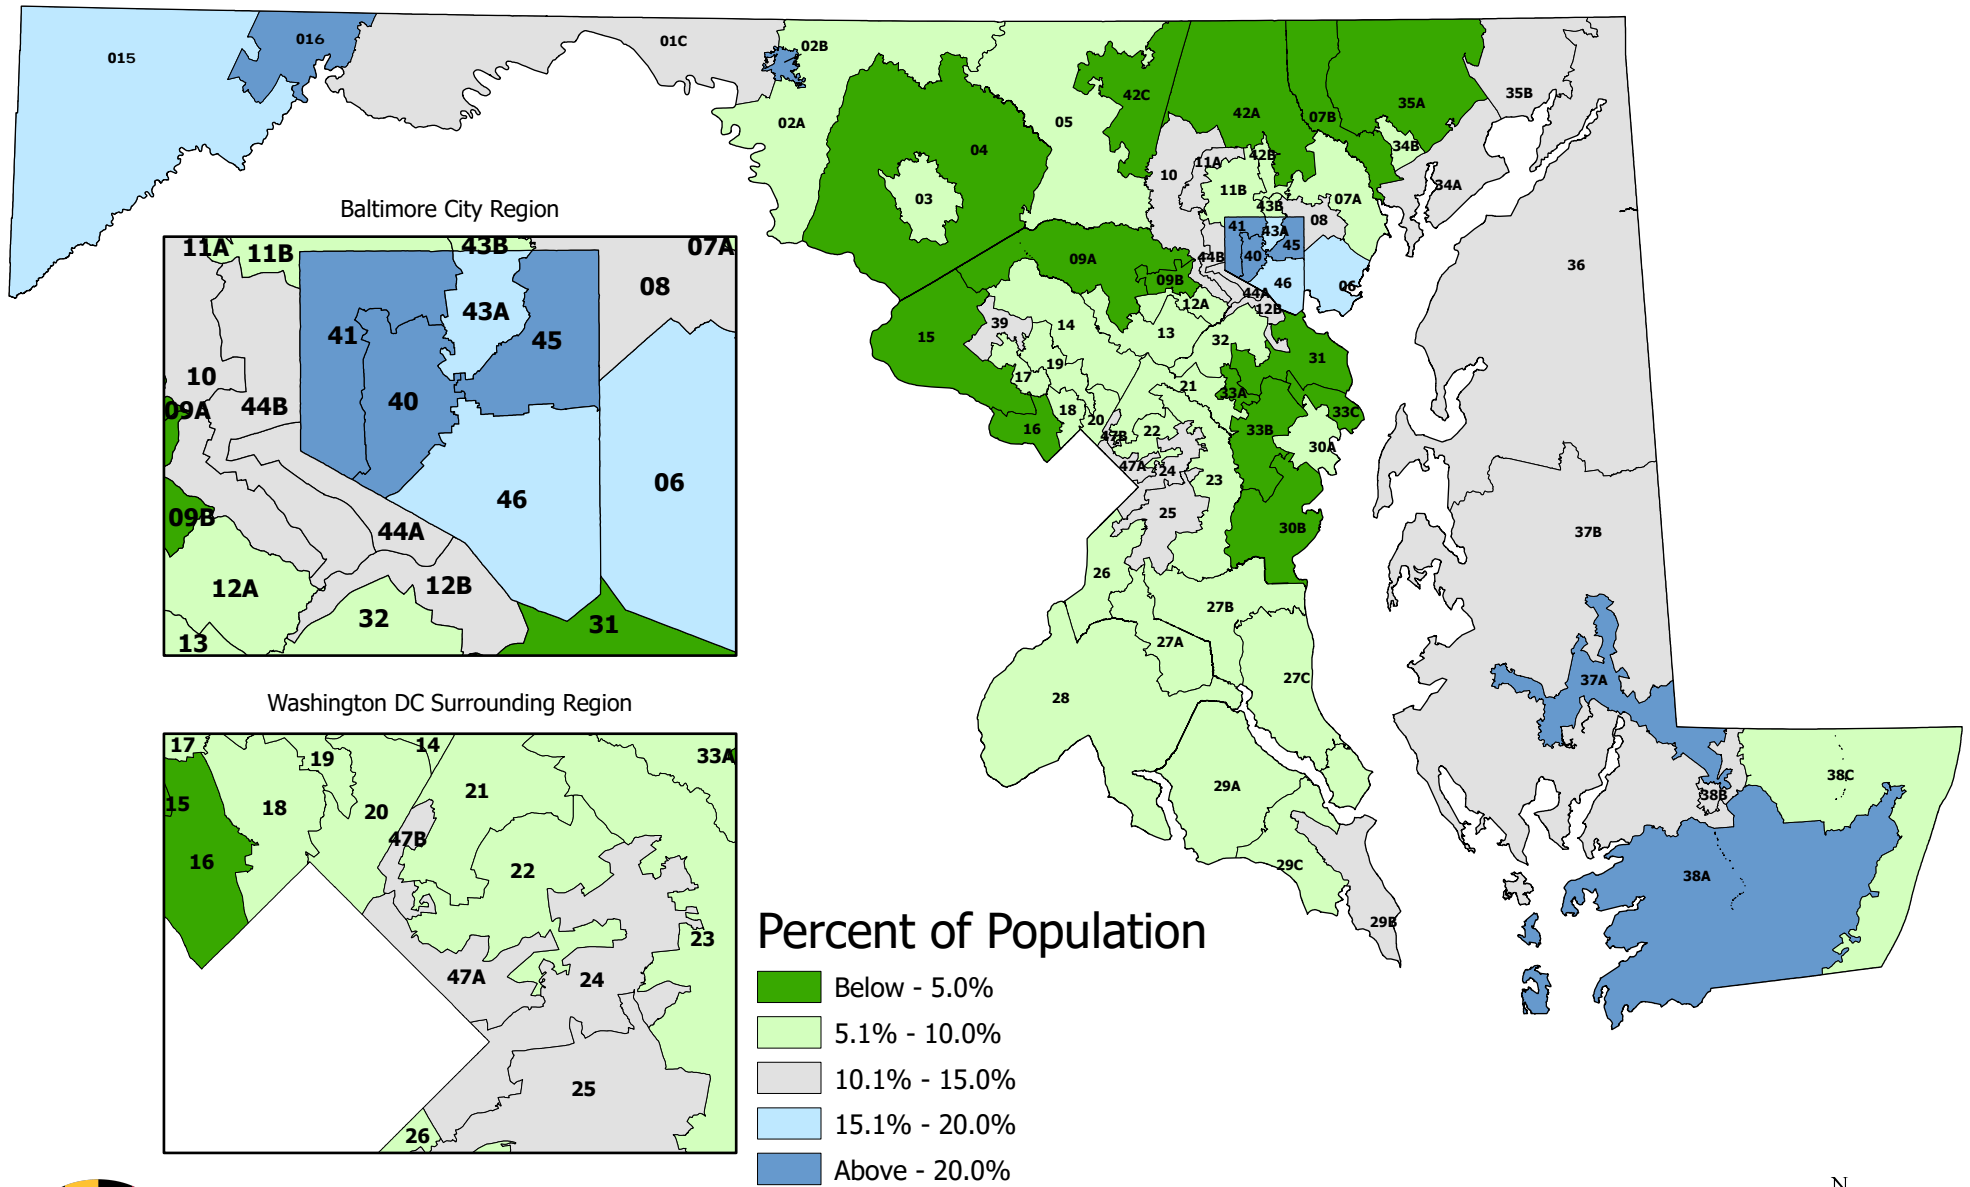 015
016
01C
02B
02A
03
04
05
42C
42A
07B
35A
35B
34B
34A
36
10
11A
42B
11B
43B
07A
08
41
43A
45
40
44B
46
06
44A
12B
09A
09B
12A
13
14
39
15
19
17
18
16
20
21
32
31
33A
33C
33B
30A
22
47B
47A
24
23
25
30B
26
27B
27A
27C
28
29A
29C
29B
37B
37A
38B
38C
38A
Baltimore City Region
11A
11B
43B
07A
08
43A
41
45
10
09A
44B
40
06
46
09B
44A
12A
12B
32
31
13
Washington DC Surrounding Region
17
19
14
33A
21
15
18
20
47B
16
22
23
47A
24
25
26
Percent of Population
Below - 5.0%
5.1% - 10.0%
10.1% - 15.0%
15.1% - 20.0%
Above - 20.0%
N